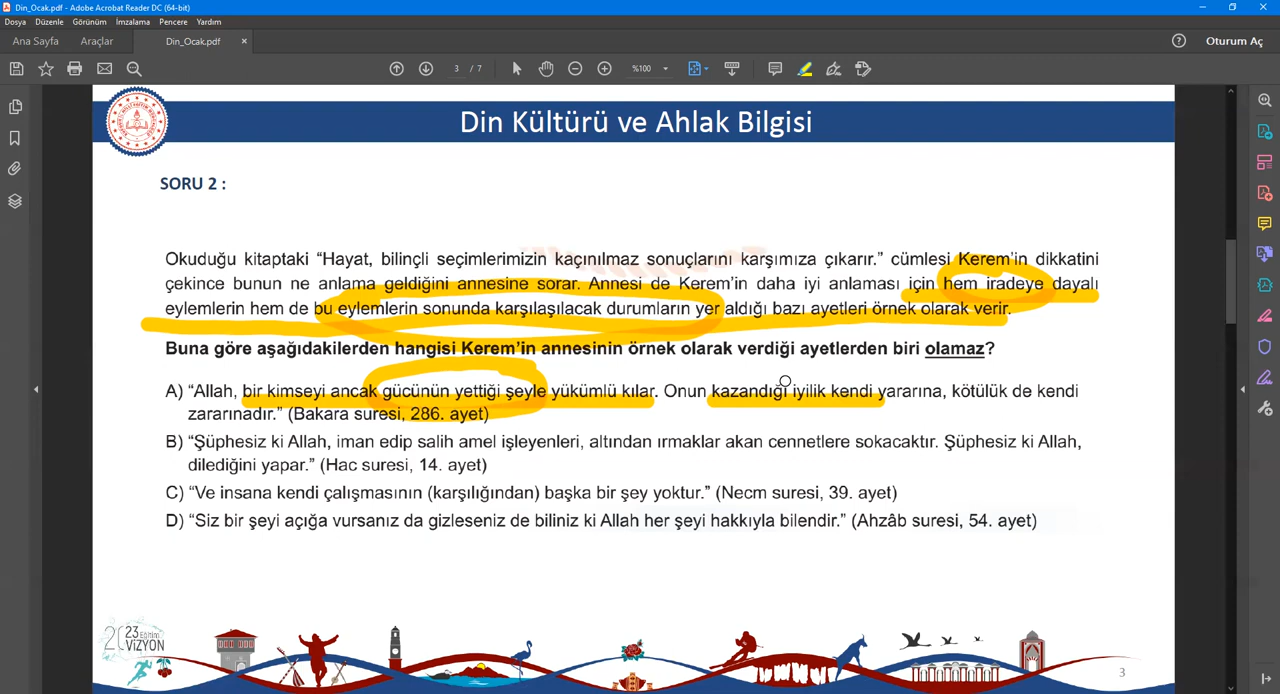 Din_Ocak.pdf - Adobe Acrobat Reader DC (64-bit)
Dosya Düzenle Görünüm İmzalama Pencere Yardım
Ana Sayfa Araçlar Din_Ocak.pdf × Oturum Aç
3 / 7 %100
Din Kültürü ve Ahlak Bilgisi
SORU 2 :
Okuduğu kitaptaki “Hayat, bilinçli seçimlerimizin kaçınılmaz sonuçlarını karşımıza çıkarır.” cümlesi Kerem’in dikkatini
çekince bunun ne anlama geldiğini annesine sorar. Annesi de Kerem’in daha iyi anlaması için hem iradeye dayalı
eylemlerin hem de bu eylemlerin sonunda karşılaşılacak durumların yer aldığı bazı ayetleri örnek olarak verir.
Buna göre aşağıdakilerden hangisi Kerem’in annesinin örnek olarak verdiği ayetlerden biri olamaz?
A) “Allah, bir kimseyi ancak gücünün yettiği şeyle yükümlü kılar. Onun kazandığı iyilik kendi yararına, kötülük de kendi
zararınadır.” (Bakara suresi, 286. ayet)
B) “Şüphesiz ki Allah, iman edip salih amel işleyenleri, altından ırmaklar akan cennetlere sokacaktır. Şüphesiz ki Allah,
dilediğini yapar.” (Hac suresi, 14. ayet)
C) “Ve insana kendi çalışmasının (karşılığından) başka bir şey yoktur.” (Necm suresi, 39. ayet)
D) “Siz bir şeyi açığa vursanız da gizleseniz de biliniz ki Allah her şeyi hakkıyla bilendir.” (Ahzâb suresi, 54. ayet)
2023 Eğitim
VİZYON
3